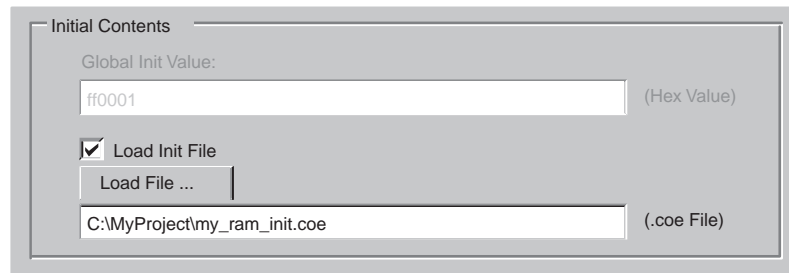 Initial Contents
Global Init Value:
ff0001 (Hex Value)
Load Init File
Load File ...
C:\MyProject\my_ram_init.coe (.coe File)